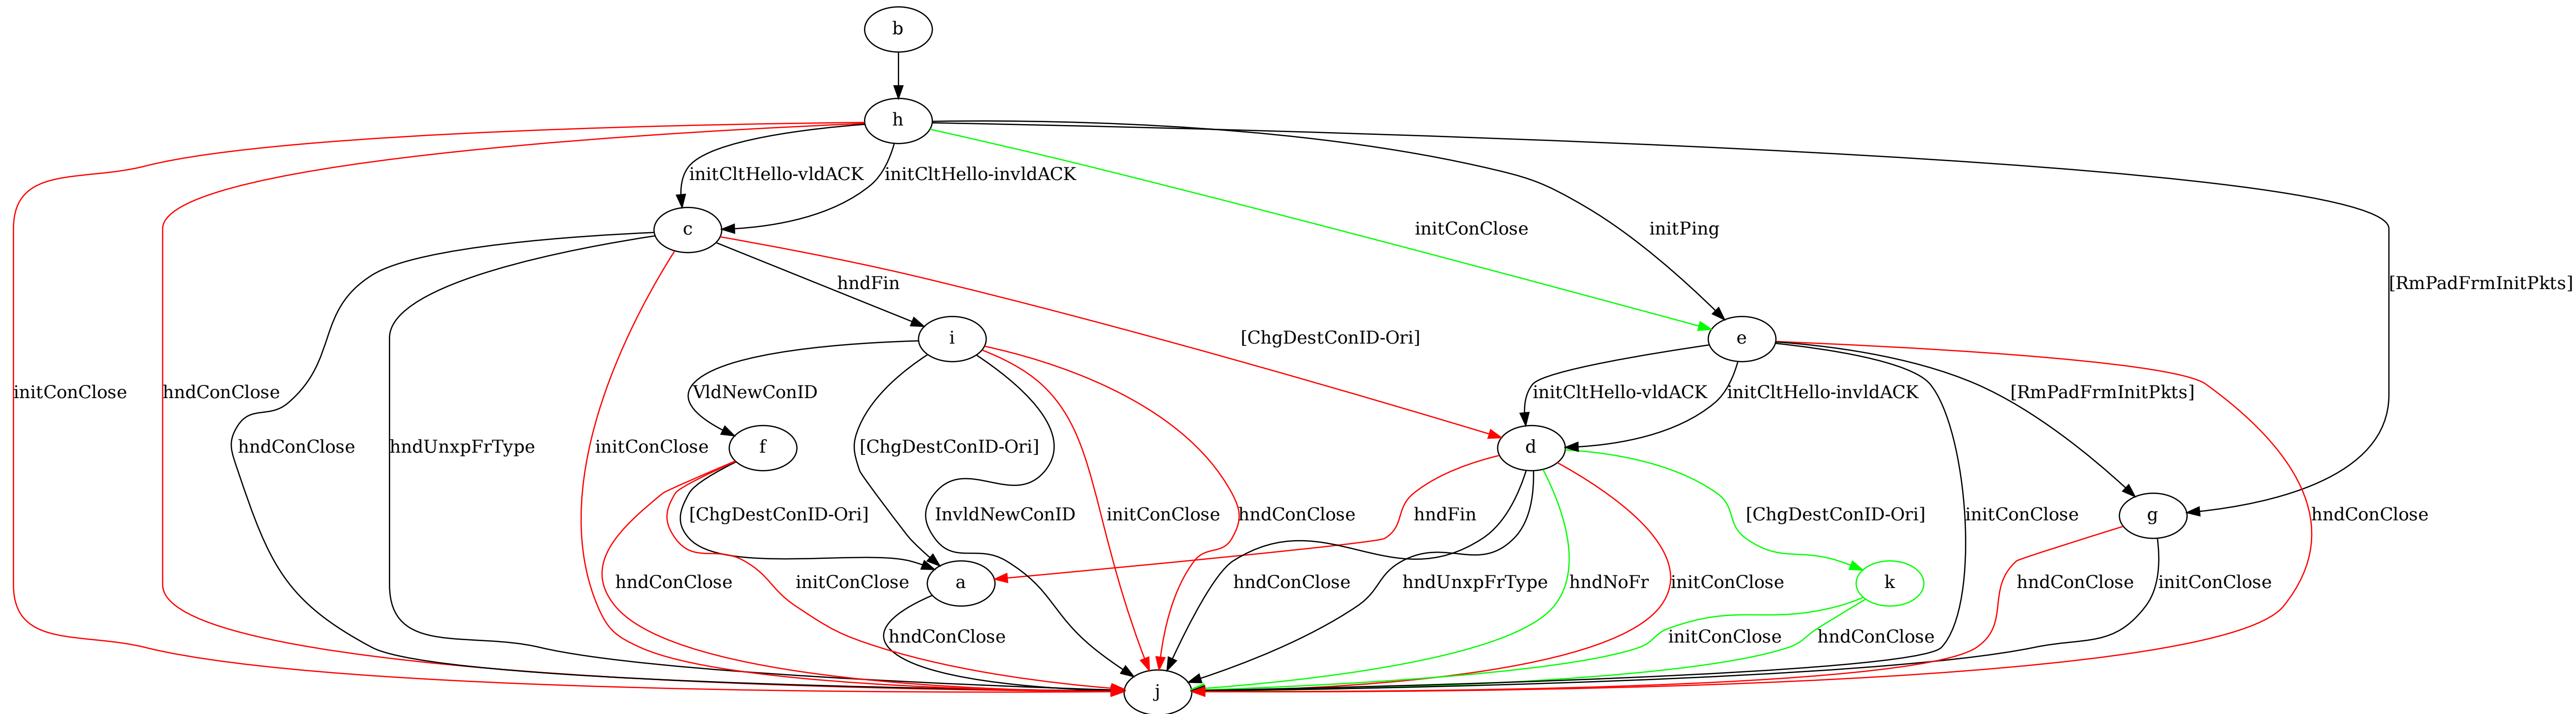 b
h
initCltHello-vldACK
initCltHello-invldACK
c
initConClose
initPing
hndFin
[RmPadFrmInitPkts]
i
[ChgDestConID-Ori]
e
initConClose
hndConClose
VldNewConID
initCltHello-vldACK
initCltHello-invldACK
[RmPadFrmInitPkts]
hndConClose
hndUnxpFrType
initConClose
f
[ChgDestConID-Ori]
d
[ChgDestConID-Ori]
InvldNewConID
initConClose
hndConClose
hndFin
[ChgDestConID-Ori]
initConClose
g
hndConClose
hndConClose
initConClose
a
hndConClose
hndUnxpFrType
hndNoFr
initConClose
k
hndConClose
initConClose
hndConClose
initConClose
hndConClose
j